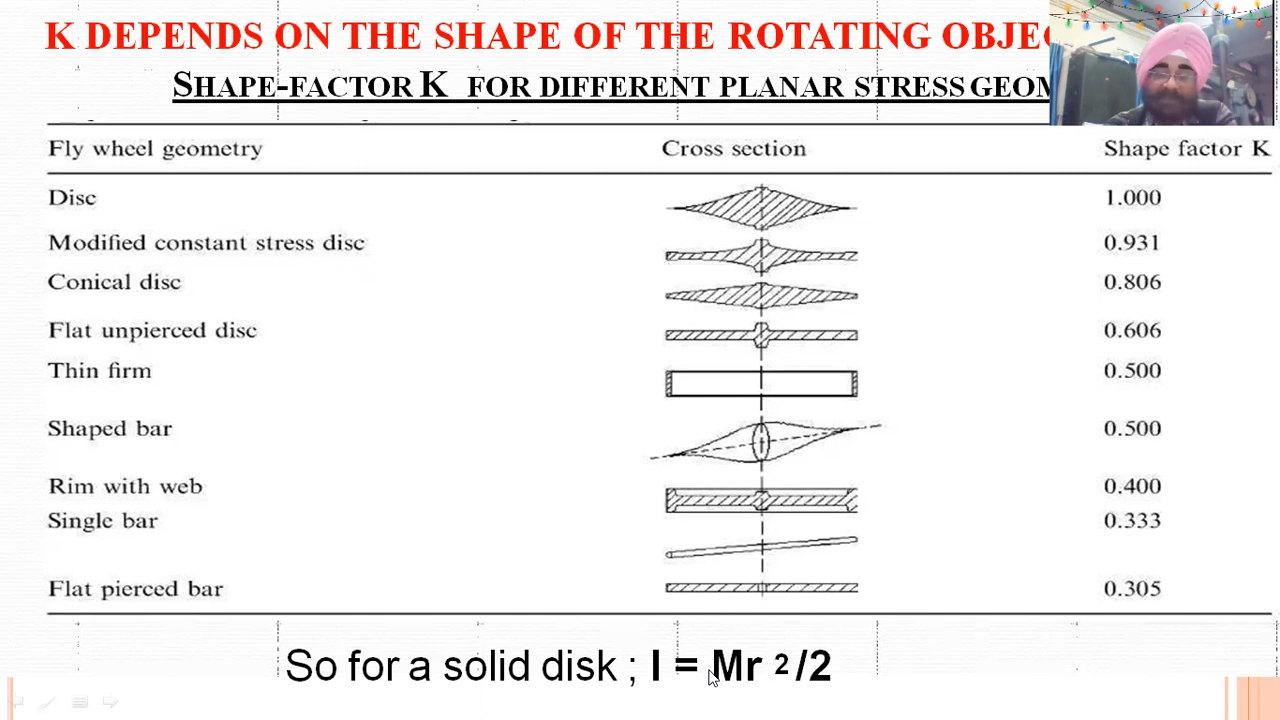 K DEPENDS ON THE SHAPE OF THE ROTATING
SHAPE-FACTOR K FOR DIFFERENT PLANAR STRESS
Fly wheel geometry Cross section Shape factor K
Disc 1.000
Modified constant stress disc 0.931
Conical disc 0.806
Flat unpierced disc 0.606
Thin firm 0.500
Shaped bar 0.500
Rim with web 0.400
Single bar 0.333
Flat pierced bar 0.305
So for a solid disk ; I = Mr 2 /2